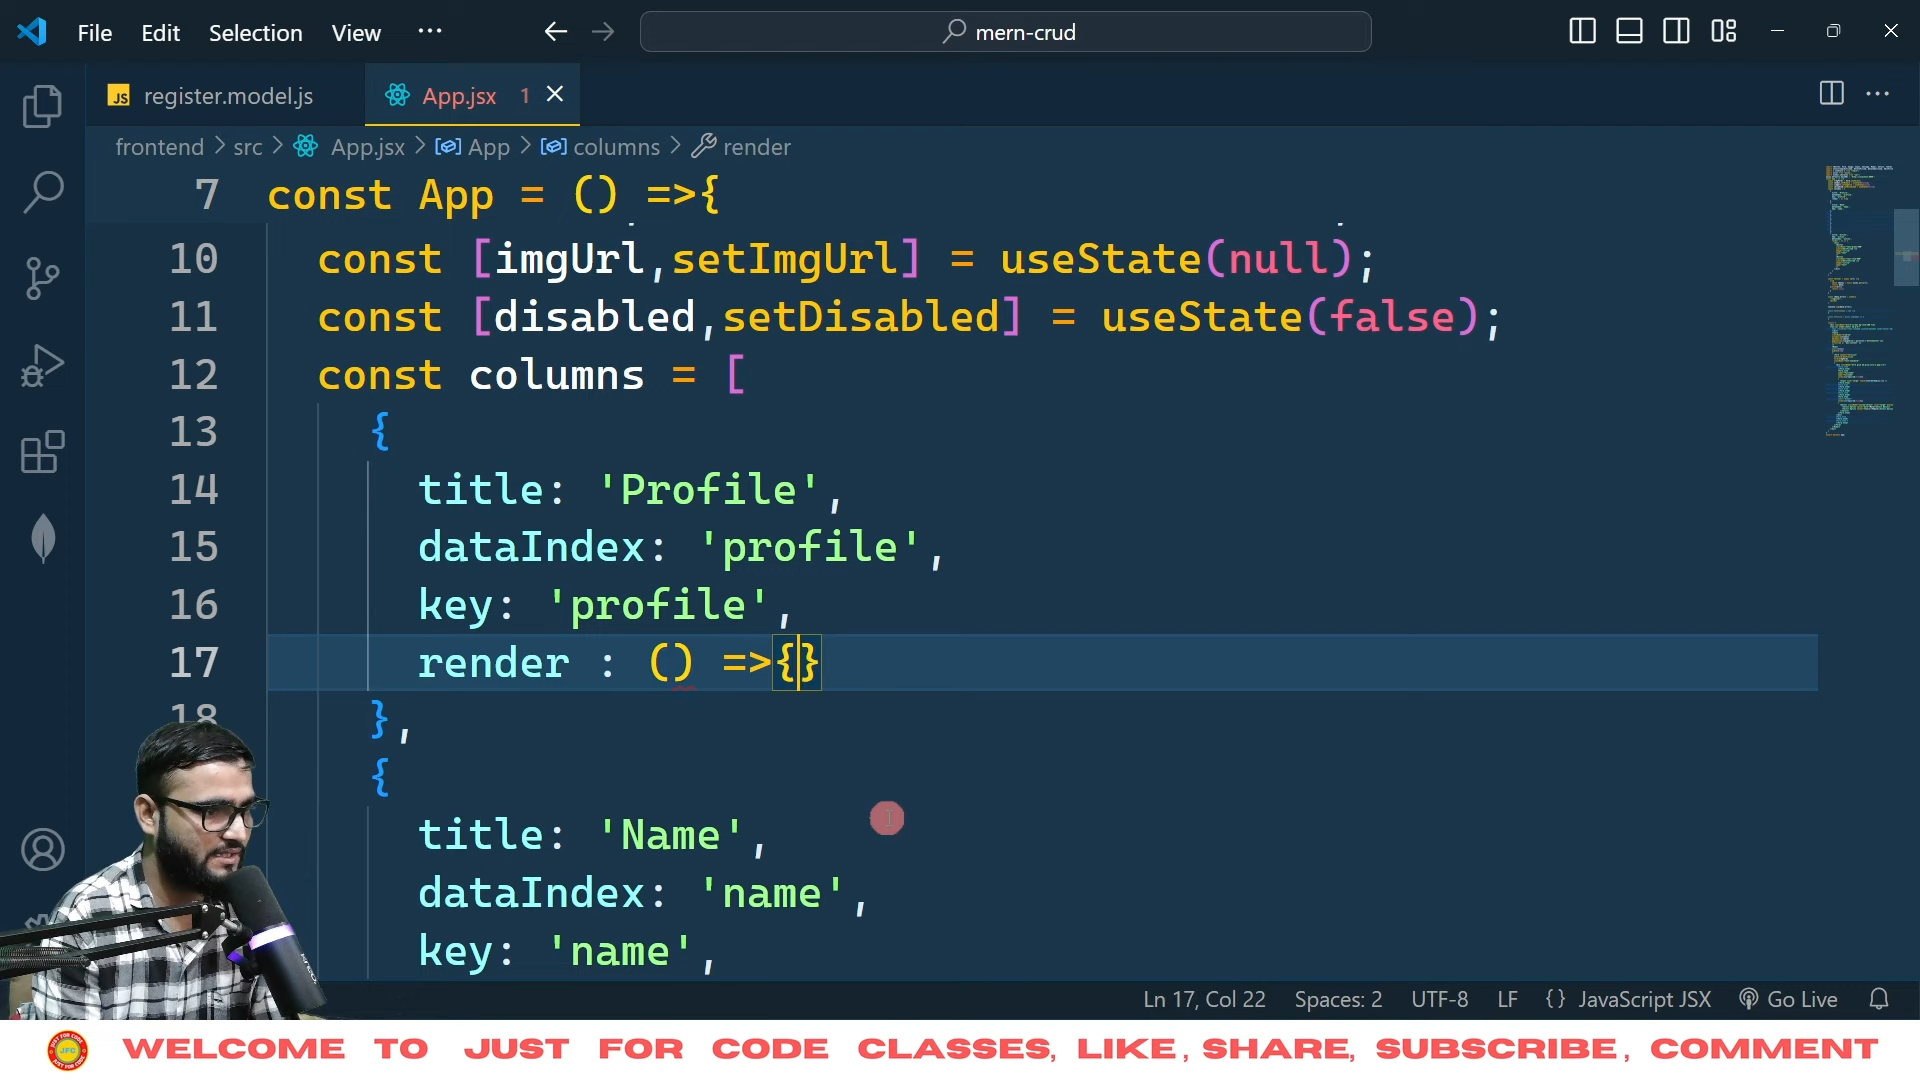 File Edit Selection View ··· mern-crud
JS register.model.js App.jsx 1
frontend > src > App.jsx > App > columns > render
7 const App = () =>{
10 const [imgUrl,setImgUrl] = useState(null);
11 const [disabled,setDisabled] = useState(false);
12 const columns = [
13 {
14 title: 'Profile',
15 dataIndex: 'profile',
16 key: 'profile',
17 render : () =>{}
18 },
{
title: 'Name',
dataIndex: 'name',
key: 'name',
Ln 17, Col 22 Spaces: 2 UTF-8 LF {} JavaScript JSX Go Live
WELCOME TO JUST FOR CODE CLASSES, LIKE, SHARE, SUBSCRIBE, COMMENT